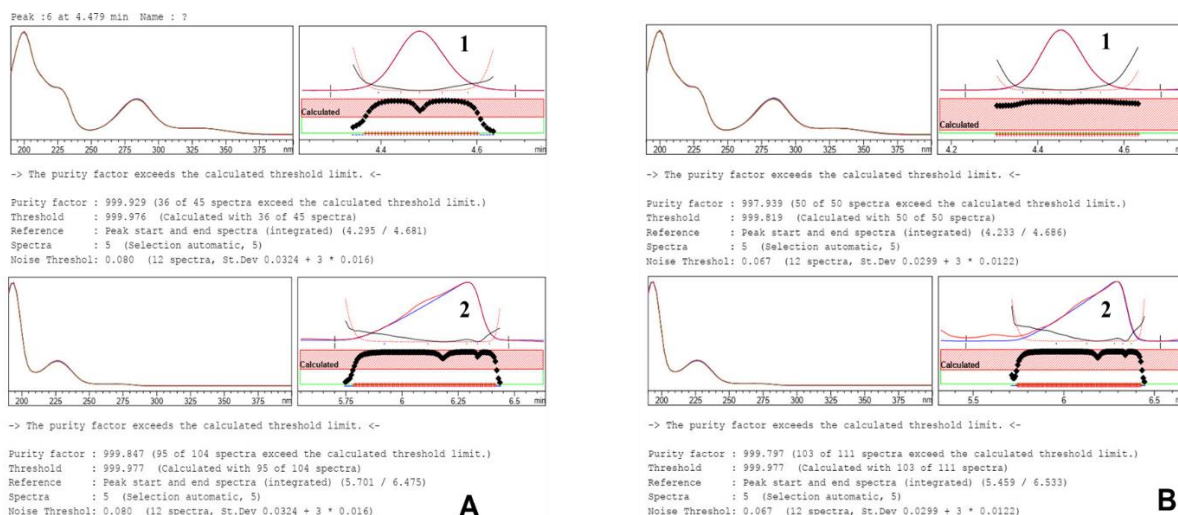 Peak :6 at 4.479 min Name : ?
1
Calculated
200 225 250 275 300 325 350 375 nm
4.4 4.6 min
-> The purity factor exceeds the calculated threshold limit. <-
Purity factor : 999.929 (36 of 45 spectra exceed the calculated threshold limit.)
Threshold : 999.976 (Calculated with 36 of 45 spectra)
Reference : Peak start and end spectra (integrated) (4.295 / 4.681)
Spectra : 5 (Selection automatic, 5)
Noise Threshol: 0.080 (12 spectra, St.Dev 0.0324 + 3 * 0.016)
2
Calculated
200 225 250 275 300 325 350 375 nm
5.75 6 6.25 6.5 min
-> The purity factor exceeds the calculated threshold limit. <-
Purity factor : 999.847 (95 of 104 spectra exceed the calculated threshold limit.)
Threshold : 999.977 (Calculated with 95 of 104 spectra)
Reference : Peak start and end spectra (integrated) (5.701 / 6.475)
Spectra : 5 (Selection automatic, 5)
Noise Threshol: 0.080 (12 spectra, St.Dev 0.0324 + 3 * 0.016)
A
1
Calculated
200 225 250 275 300 325 350 375 nm
4.2 4.4 4.6 mi
-> The purity factor exceeds the calculated threshold limit. <-
Purity factor : 997.939 (50 of 50 spectra exceed the calculated threshold limit.)
Threshold : 999.819 (Calculated with 50 of 50 spectra)
Reference : Peak start and end spectra (integrated) (4.233 / 4.686)
Spectra : 5 (Selection automatic, 5)
Noise Threshol: 0.067 (12 spectra, St.Dev 0.0299 + 3 * 0.0122)
2
Calculated
200 225 250 275 300 325 350 375 nm
5.5 6 6.5 mi
-> The purity factor exceeds the calculated threshold limit. <-
Purity factor : 999.797 (103 of 111 spectra exceed the calculated threshold limit.)
Threshold : 999.977 (Calculated with 103 of 111 spectra)
Reference : Peak start and end spectra (integrated) (5.459 / 6.533)
Spectra : 5 (Selection automatic, 5)
Noise Threshol: 0.067 (12 spectra, St.Dev 0.0299 + 3 * 0.0122)
B